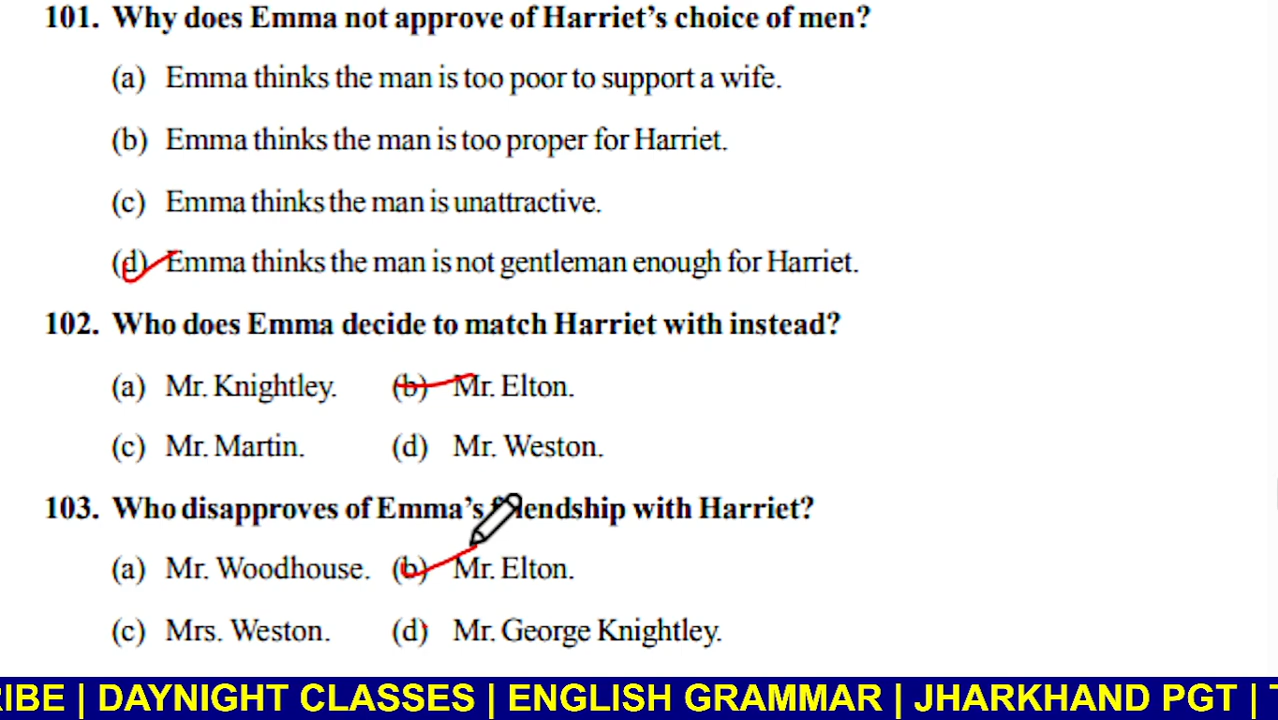 101. Why does Emma not approve of Harriet's choice of men?
(a) Emma thinks the man is too poor to support a wife.
(b) Emma thinks the man is too proper for Harriet.
(c) Emma thinks the man is unattractive.
(d) Emma thinks the man is not gentleman enough for Harriet.
102. Who does Emma decide to match Harriet with instead?
(a) Mr. Knightley. (b) Mr. Elton.
(c) Mr. Martin. (d) Mr. Weston.
103. Who disapproves of Emma's friendship with Harriet?
(a) Mr. Woodhouse. (b) Mr. Elton.
(c) Mrs. Weston. (d) Mr. George Knightley.
RIBE | DAYNIGHT CLASSES | ENGLISH GRAMMAR | JHARKHAND PGT | T